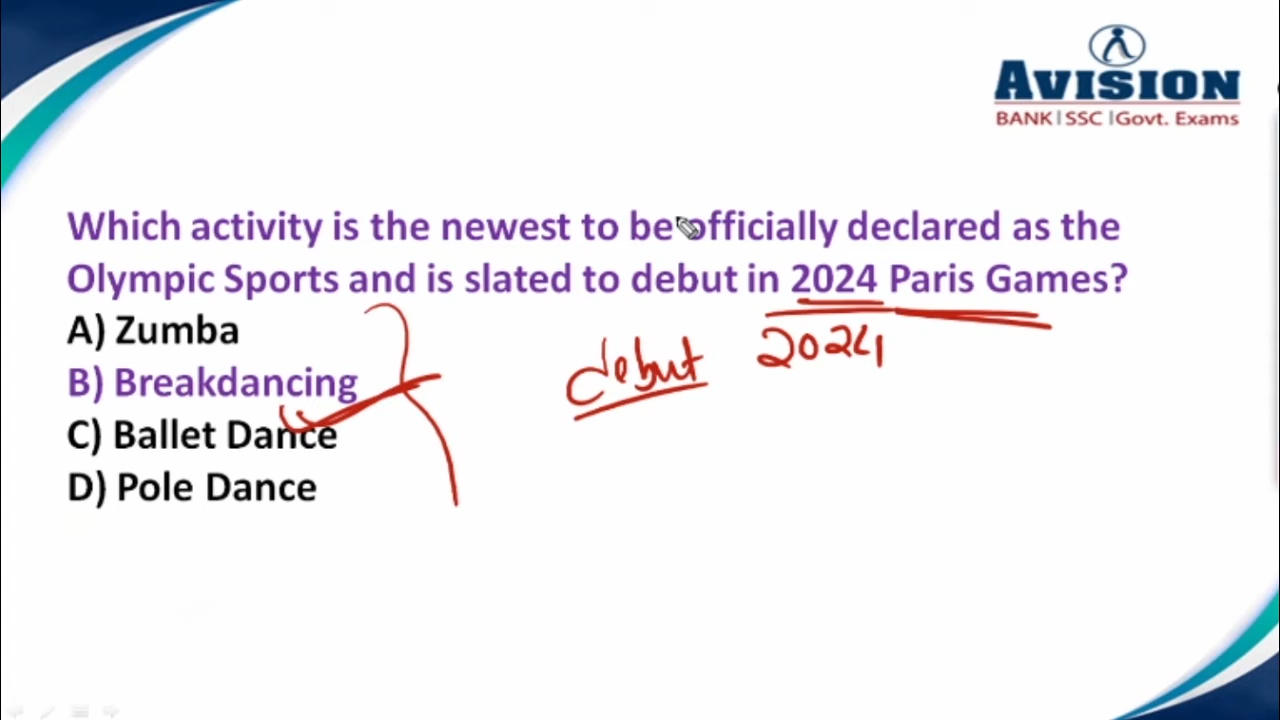 AVISION
BANK | SSC | Govt. Exams
Which activity is the newest to be officially declared as the
Olympic Sports and is slated to debut in 2024 Paris Games?
A) Zumba
B) Breakdancing
C) Ballet Dance
D) Pole Dance
debut
2024